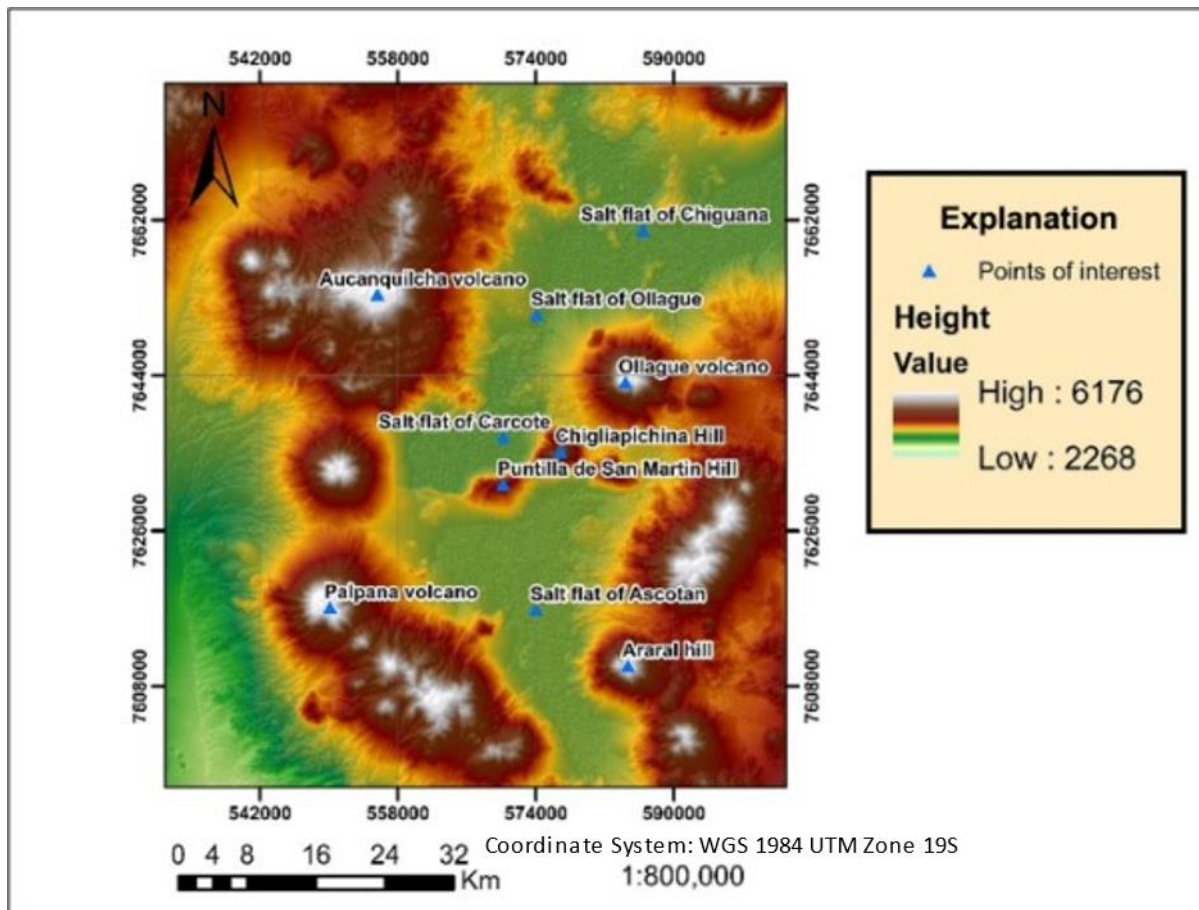 542000 558000 574000 590000
N
7662000 7662000
Salt flat of Chiguana
Aucanquilcha volcano
Salt flat of Ollague
7644000 7644000
Ollague volcano
Salt flat of Carcote
Chigliapichina Hill
Puntilla de San Martin Hill
7626000 7626000
Palpana volcano
Salt flat of Ascotan
Araral hill
7608000 7608000
542000 558000 574000 590000
0 4 8 16 24 32 Km
Coordinate System: WGS 1984 UTM Zone 19S
1:800,000
Explanation
Points of interest
Height
Value
High : 6176
Low : 2268